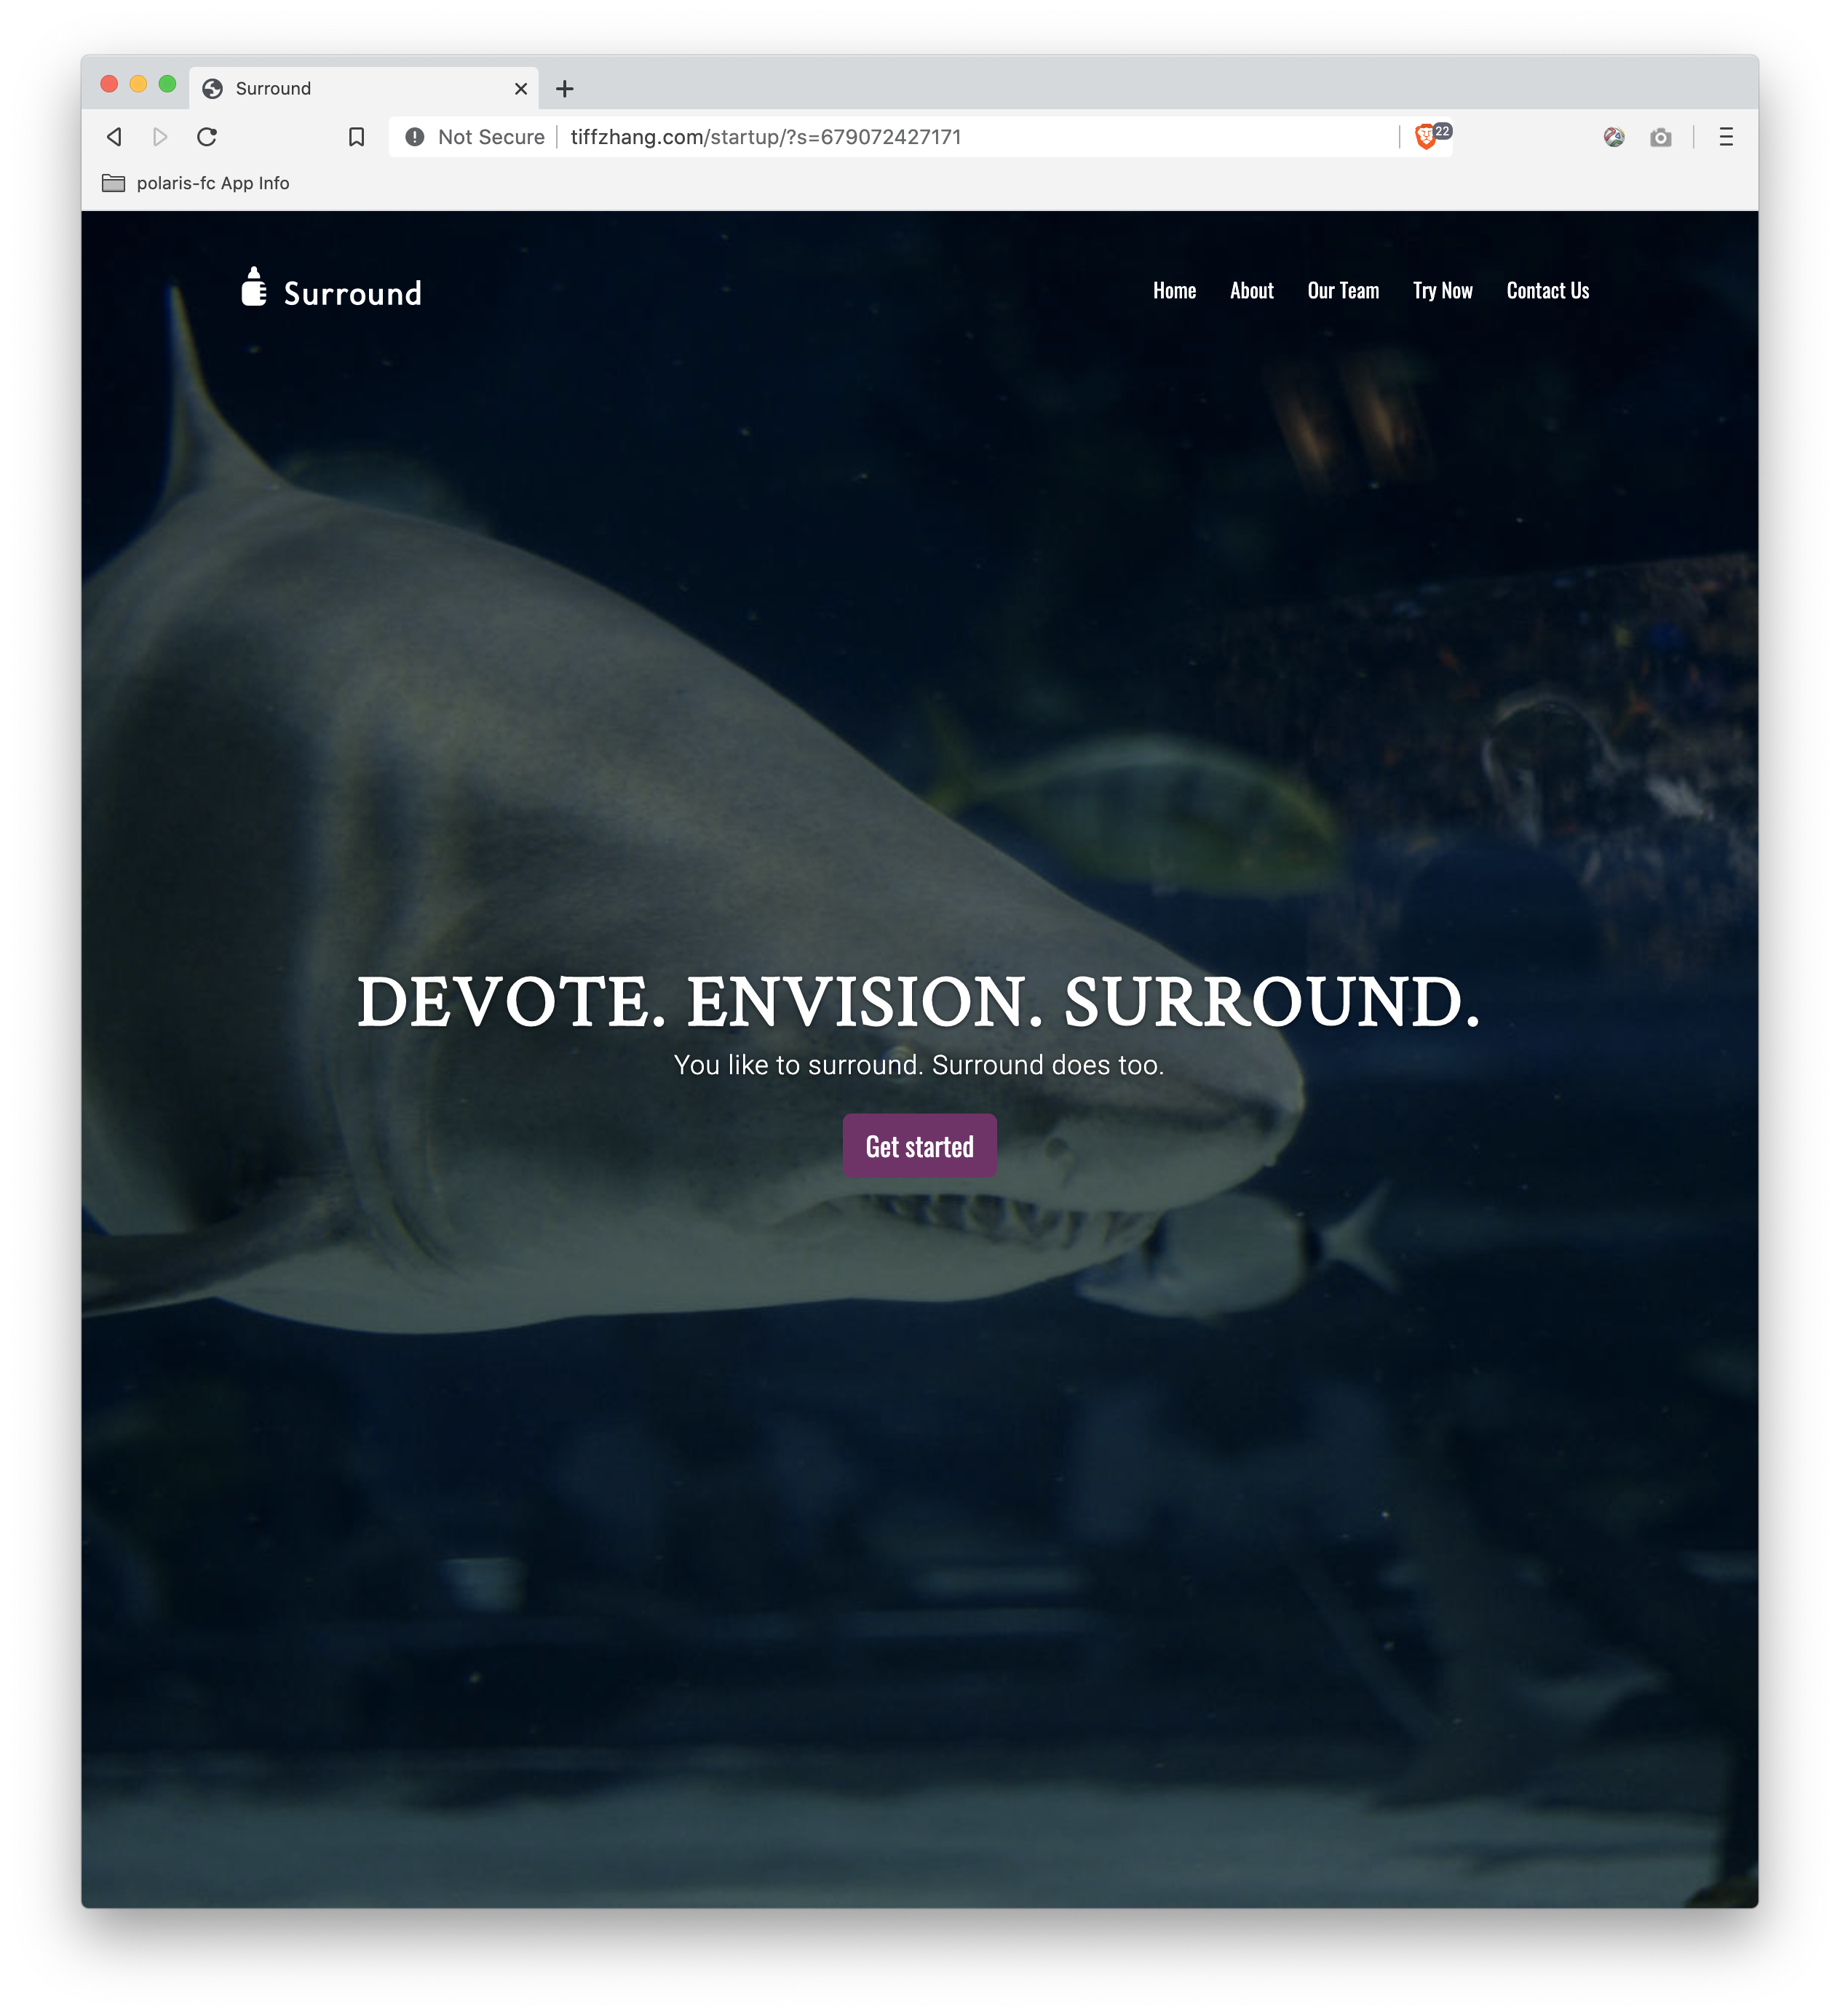 Surround
Not Secure tiffzhang.com/startup/?s=679072427171 22
polaris-fc App Info
Surround Home About Our Team Try Now Contact Us
DEVOTE. ENVISION. SURROUND.
You like to surround. Surround does too.
Get started